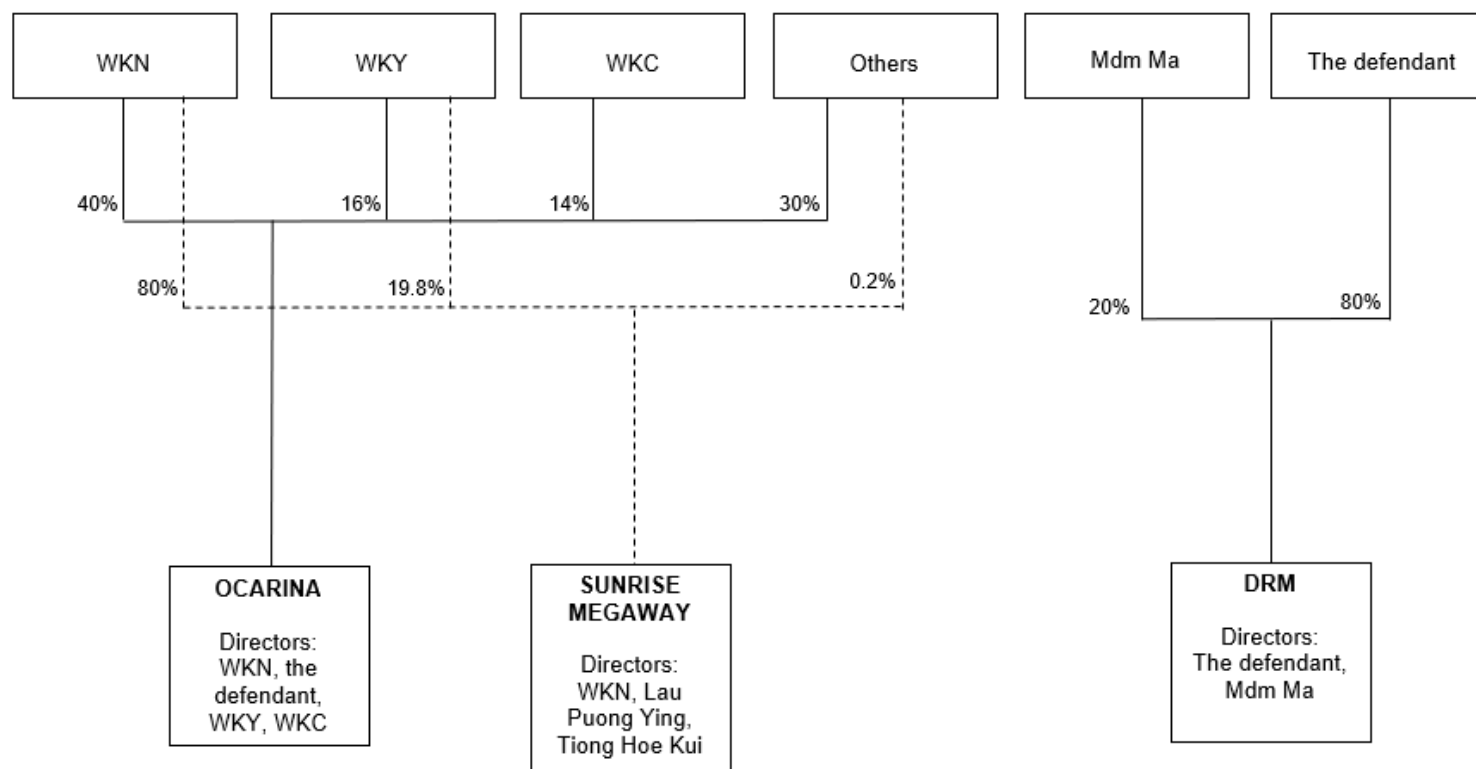 WKN
WKY
WKC
Others
Mdm Ma
The defendant
40%
16%
14%
30%
80%
19.8%
0.2%
20%
80%
OCARINA
Directors:
WKN, the
defendant,
WKY, WKC
SUNRISE
MEGAWAY
Directors:
WKN, Lau
Puong Ying,
Tiong Hoe Kui
DRM
Directors:
The defendant,
Mdm Ma